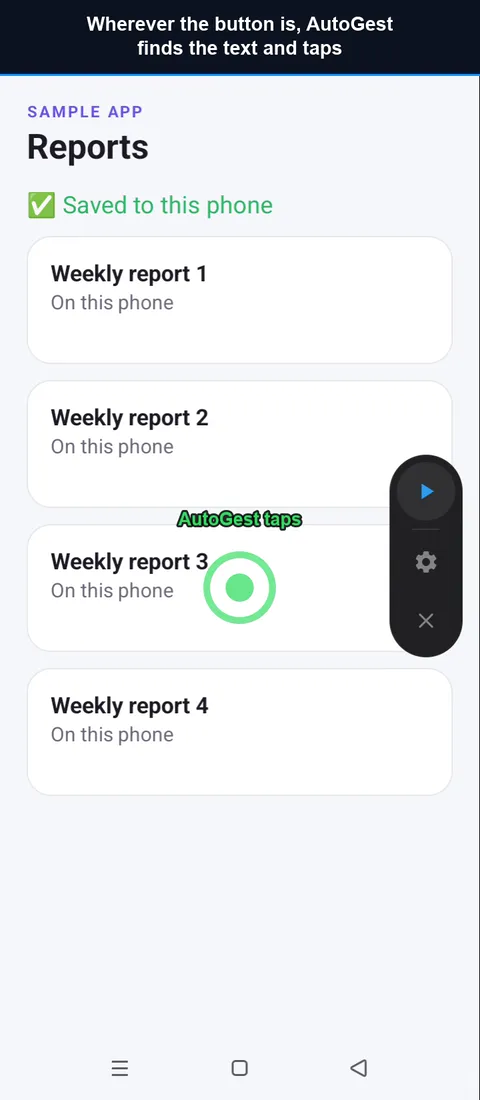 Wherever the button is, AutoGest
finds the text and taps
SAMPLE APP
Reports
✅ Saved to this phone
Weekly report 1
On this phone
Weekly report 2
On this phone
AutoGest taps
Weekly report 3
On this phone
Weekly report 4
On this phone